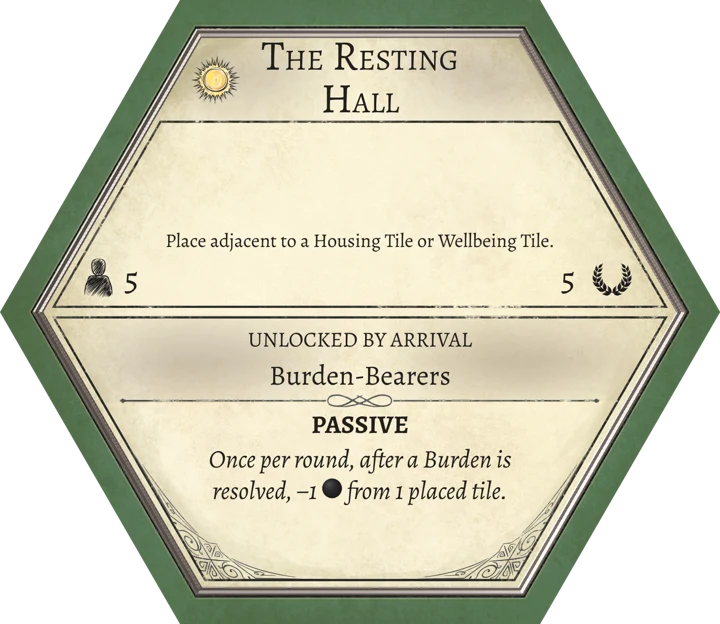 The Resting
Hall
Place adjacent to a Housing Tile or Wellbeing Tile.
5
5
UNLOCKED BY ARRIVAL
Burden-Bearers
PASSIVE
Once per round, after a Burden is
resolved, –1 from 1 placed tile.